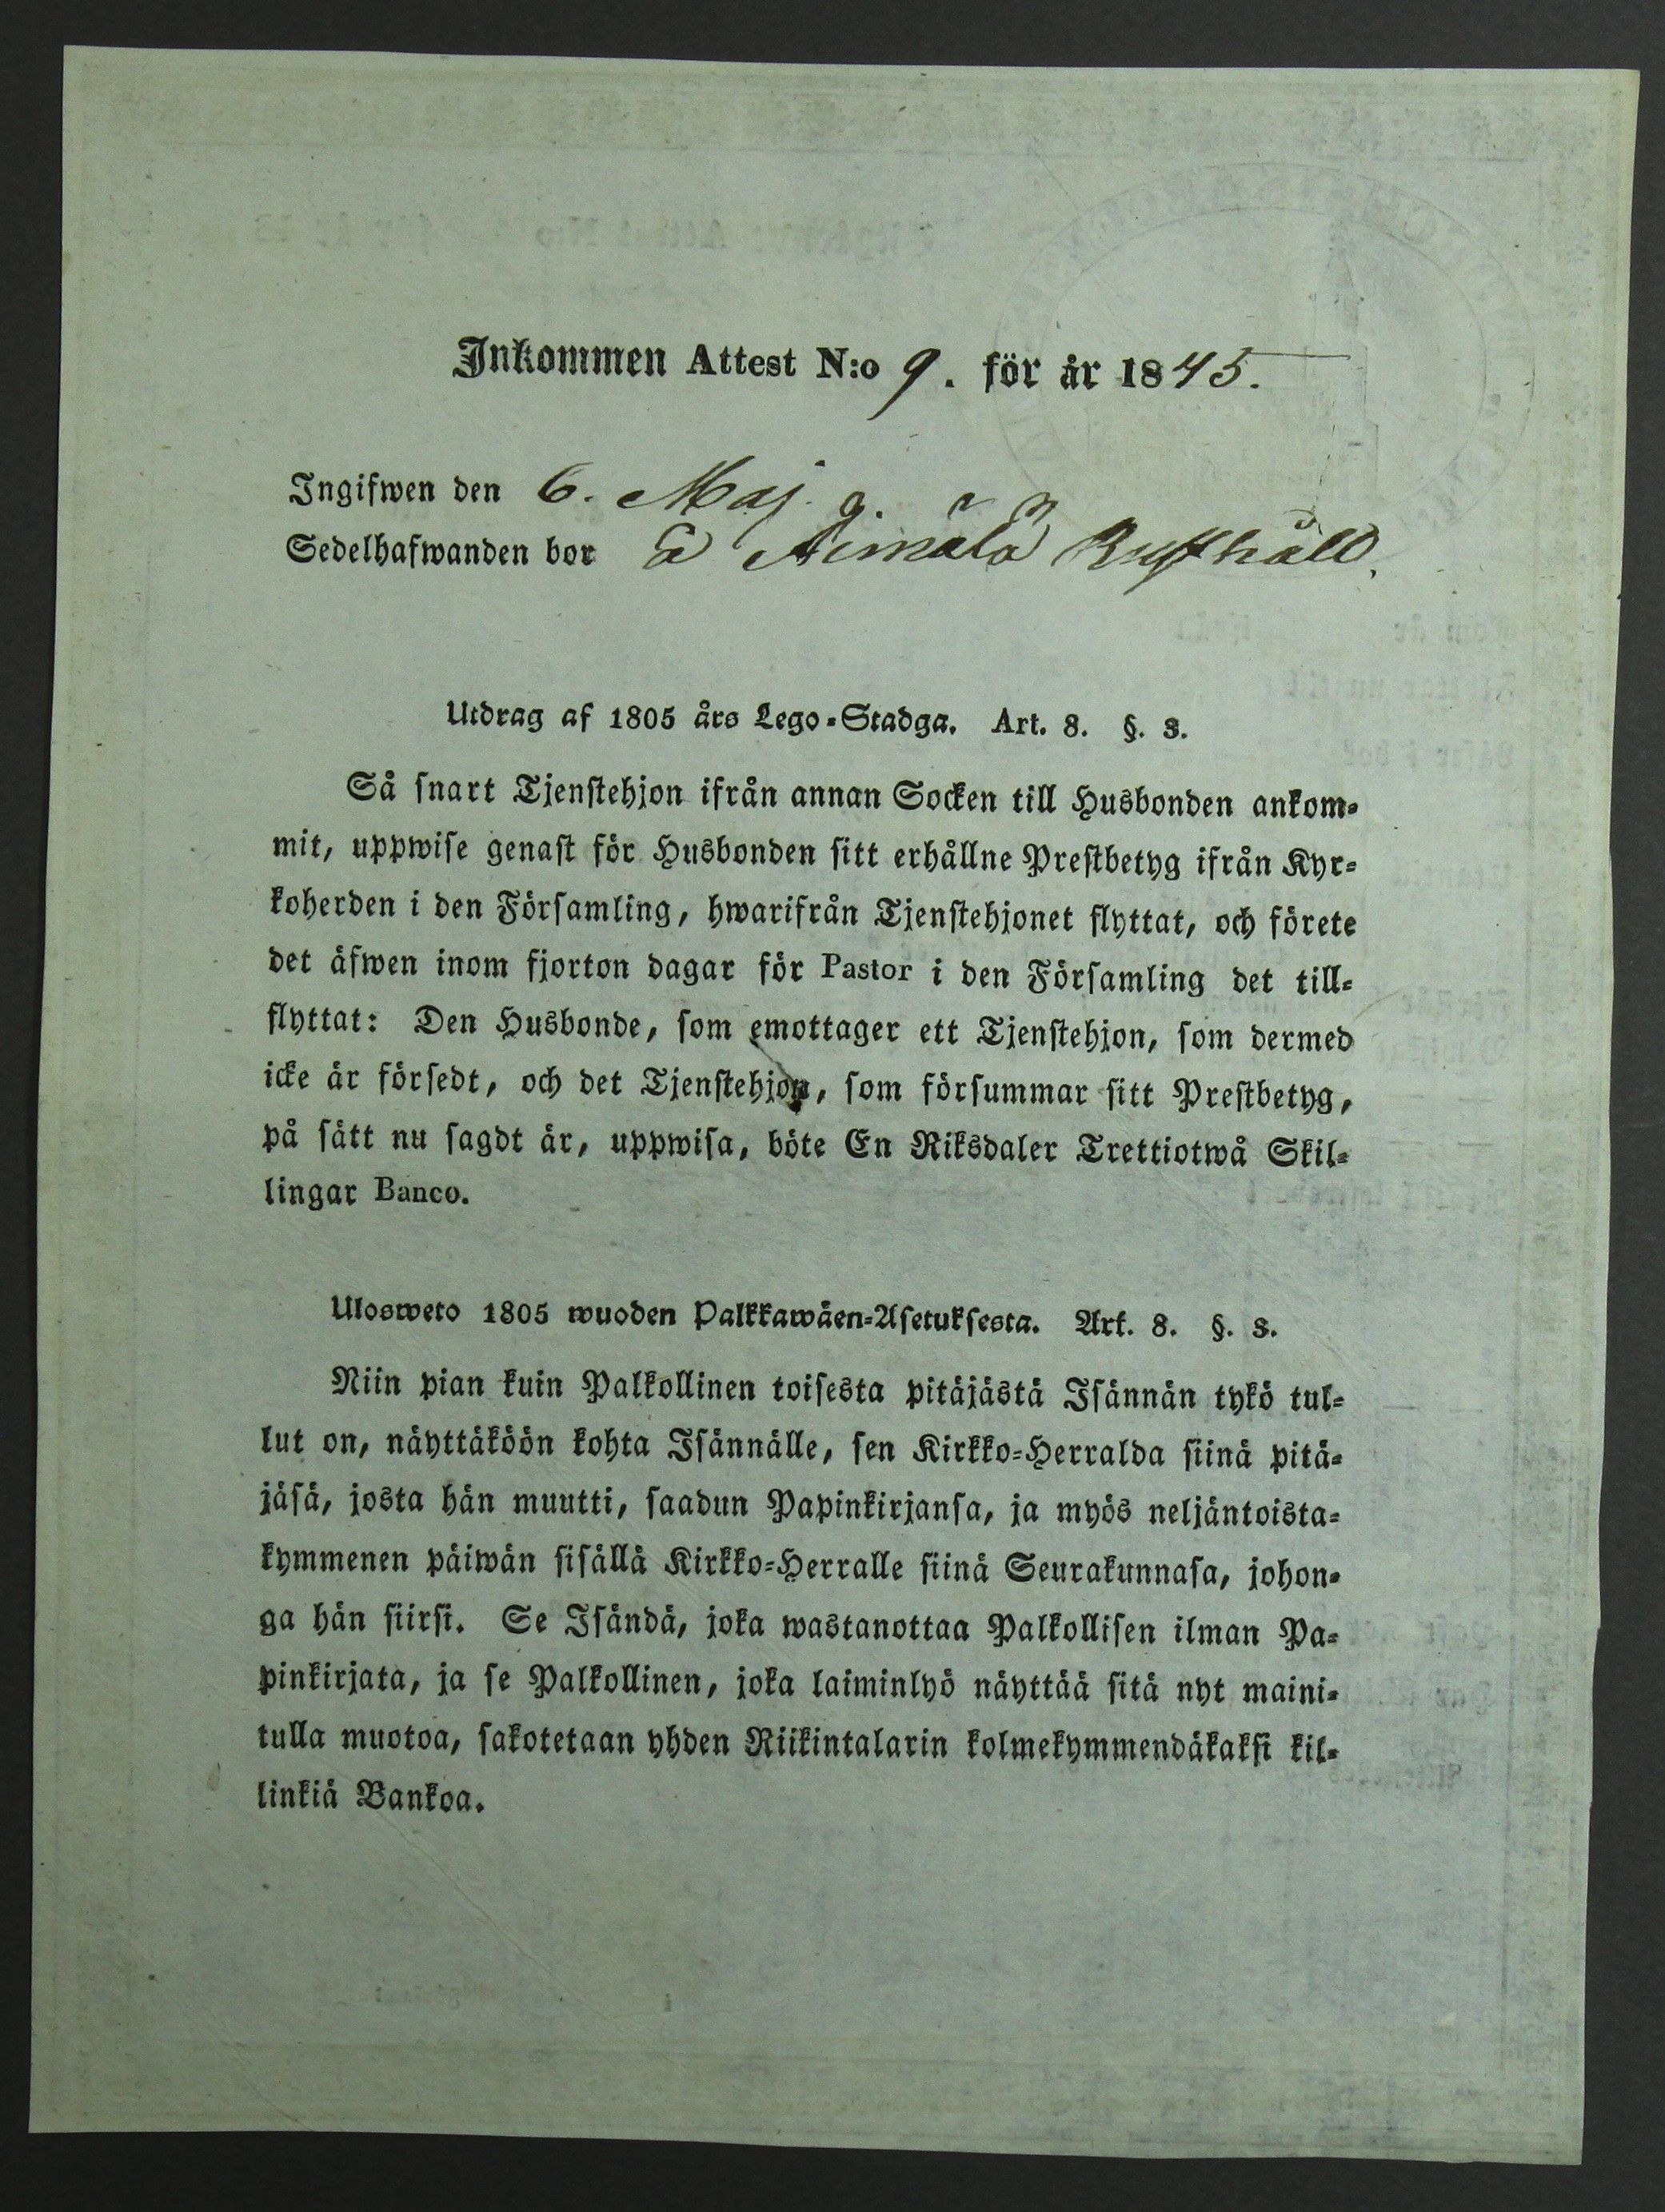 Inkommen Attest N:o 9. för år 1845.
Ingifwen den 6. Maj.
Sedelhafwanden bor å Aimälä Rusthåll.
Utdrag af 1805 års Lego-Stadga. Art. 8. §. 3.
Så snart Tjenstehjon ifrån annan Socken till Husbonden ankom-
mit, uppwise genast för Husbonden sitt erhållne Prestbetyg ifrån Kyr-
koherden i den Församling, hwarifrån Tjenstehjonet flyttat, och förete
det äfwen inom fjorton dagar för Pastor i den Församling det till-
flyttat: Den Husbonde, som emottager ett Tjenstehjon, som dermed
icke är försedt, och det Tjenstehjon, som försummar sitt Prestbetyg,
på sätt nu sagdt är, uppwisa, böte En Riksdaler Trettiotwå Skil-
lingar Banco.
Ulosweto 1805 wuoden Palkkawäen-Asetuksesta. Art. 8. §. 3.
Niin pian kuin Palkollinen toisesta pitäjästä Isännän tykö tul-
lut on, näyttäköön kohta Isännälle, sen Kirkko-Herralda siinä pitä-
jäsä, josta hän muutti, saadun Papinkirjansa, ja myös neljäntoista-
kymmenen päiwän sisällä Kirkko-Herralle siinä Seurakunnasa, johon-
ga hän siirsi. Se Isändä, joka wastanottaa Palkollisen ilman Pa-
pinkirjata, ja se Palkollinen, joka laiminlyö näyttää sitä nyt maini-
tulla muotoa, sakotetaan yhden Riikintalarin kolmekymmendäkaksi kil-
linkiä Bankoa.